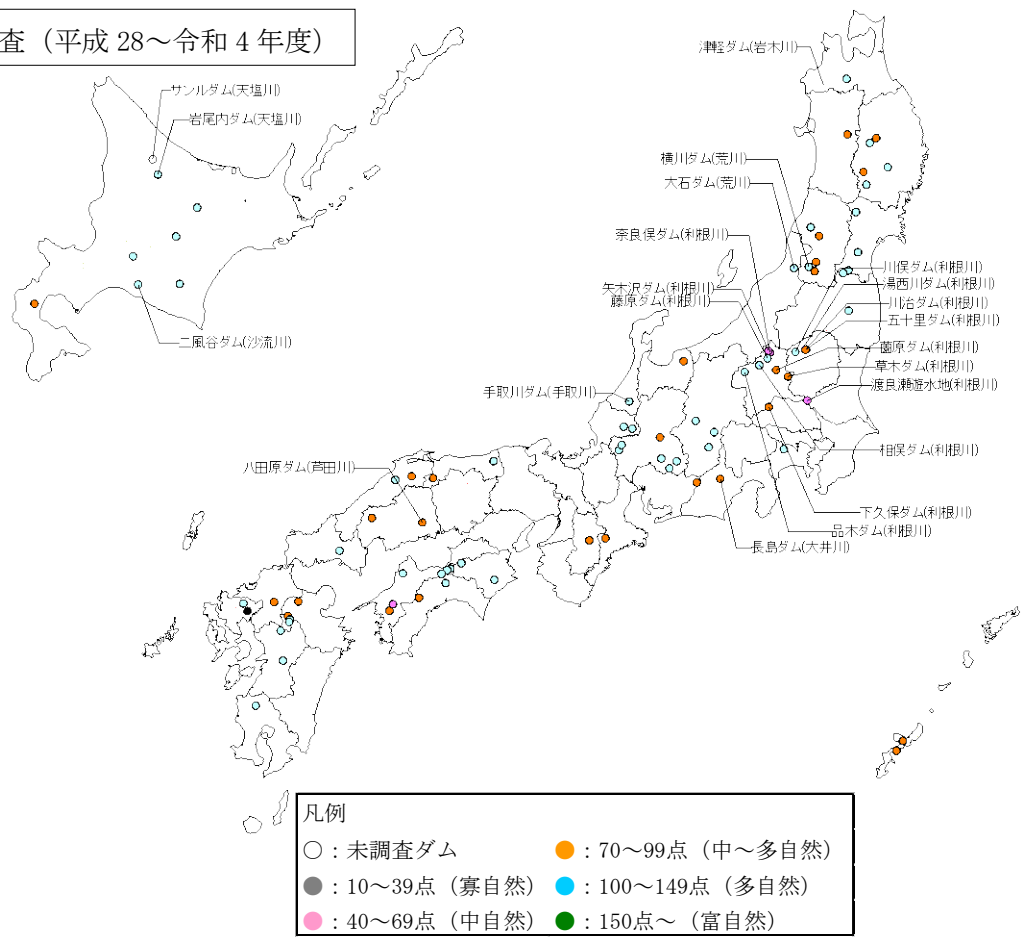 査（平成 28～令和 4 年度）
津軽ダム(岩木川)
サンルダム(天塩川)
岩尾内ダム(天塩川)
横川ダム(荒川)
大石ダム(荒川)
奈良俣ダム(利根川)
川俣ダム(利根川)
湯西川ダム(利根川)
矢木沢ダム(利根川)
藤原ダム(利根川)
川治ダム(利根川)
五十里ダム(利根川)
二風谷ダム(沙流川)
薗原ダム(利根川)
草木ダム(利根川)
渡良瀬遊水地(利根川)
手取川ダム(手取川)
相俣ダム(利根川)
八田原ダム(芦田川)
下久保ダム(利根川)
品木ダム(利根川)
長島ダム(大井川)
凡例
○：未調査ダム
●：70～99点（中～多自然）
●：10～39点（寡自然）
●：100～149点（多自然）
●：40～69点（中自然）
●：150点～（富自然）